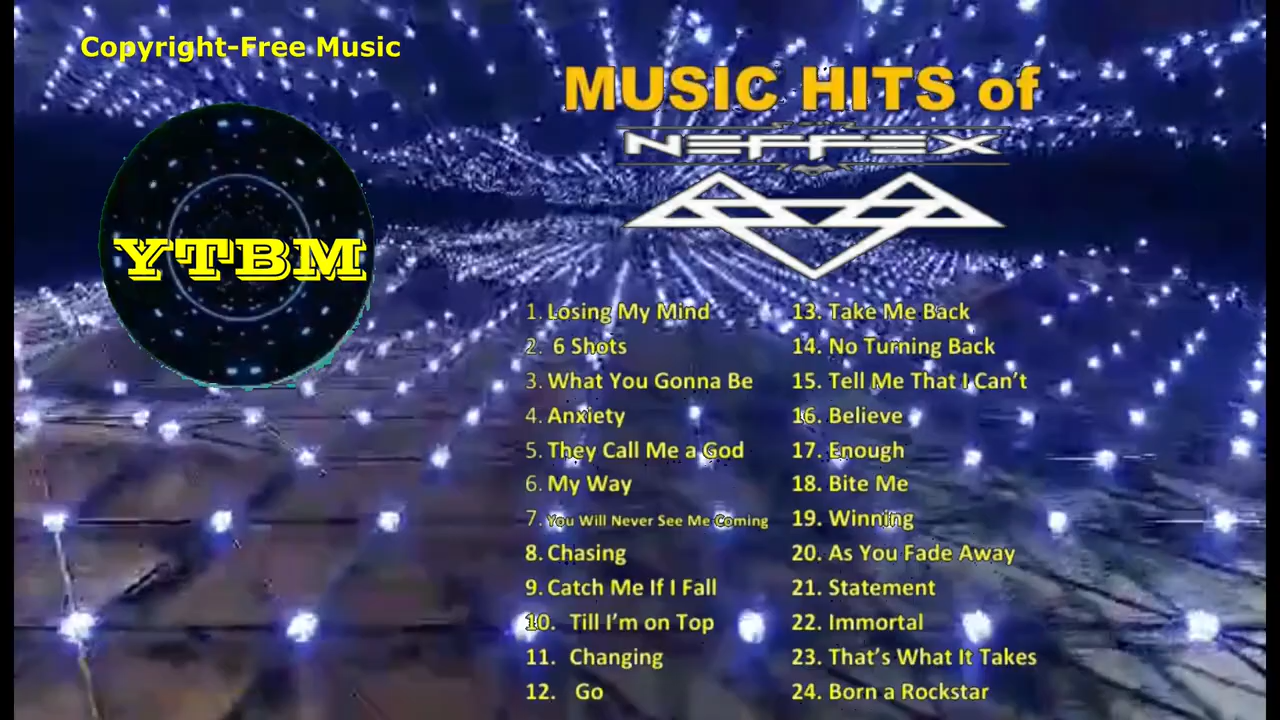 Copyright-Free Music
YTBM
MUSIC HITS of
NEFFEX
1. Losing My Mind
2. 6 Shots
3. What You Gonna Be
4. Anxiety
5. They Call Me a God
6. My Way
7. You Will Never See Me Coming
8. Chasing
9. Catch Me If I Fall
10. Till I'm on Top
11. Changing
12. Go
13. Take Me Back
14. No Turning Back
15. Tell Me That I Can't
16. Believe
17. Enough
18. Bite Me
19. Winning
20. As You Fade Away
21. Statement
22. Immortal
23. That's What It Takes
24. Born a Rockstar